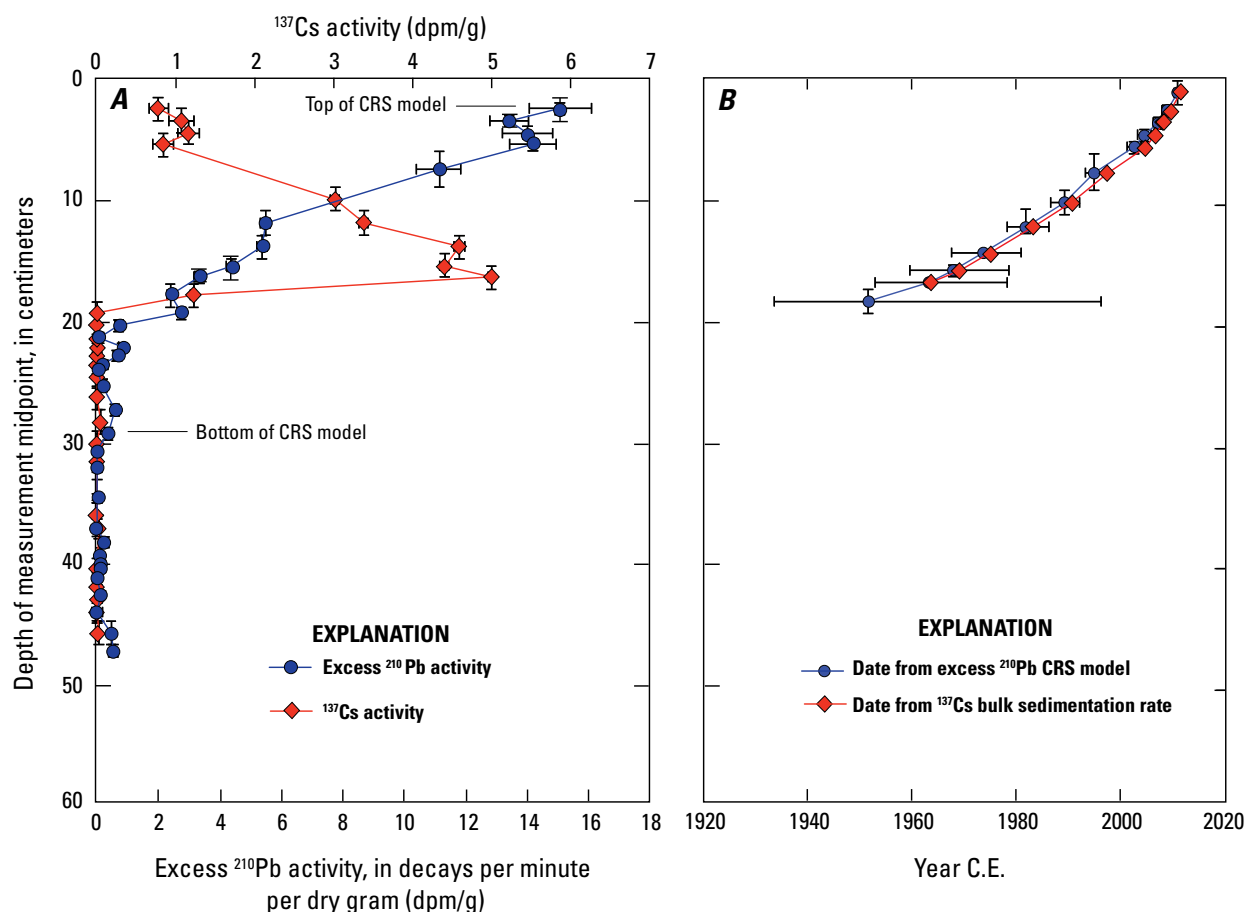 ¹³⁷Cs activity (dpm/g)
0 1 2 3 4 5 6 7
A
Top of CRS model
Bottom of CRS model
0
10
20
30
40
50
60
Depth of measurement midpoint, in centimeters
EXPLANATION
Excess ²¹⁰Pb activity
¹³⁷Cs activity
0 2 4 6 8 10 12 14 16 18
Excess ²¹⁰Pb activity, in decays per minute
per dry gram (dpm/g)
B
EXPLANATION
Date from excess ²¹⁰Pb CRS model
Date from ¹³⁷Cs bulk sedimentation rate
1920 1940 1960 1980 2000 2020
Year C.E.